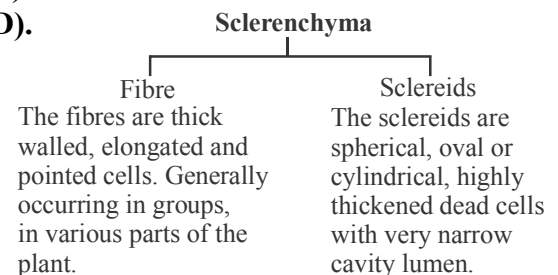 D).
Sclerenchyma
Fibre
The fibres are thick
walled, elongated and
pointed cells. Generally
occurring in groups,
in various parts of the
plant.
Sclereids
The sclereids are
spherical, oval or
cylindrical, highly
thickened dead cells
with very narrow
cavity lumen.